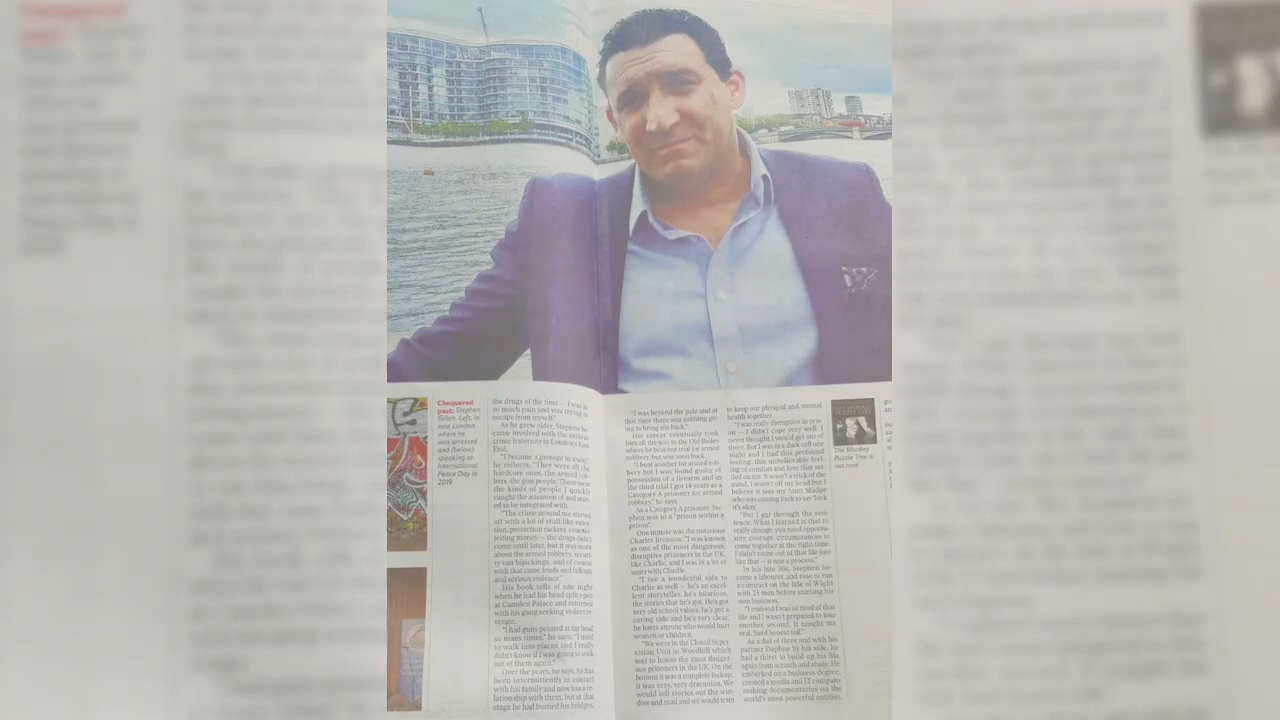 Chequered
past: Stephen
Gillen. Left, in
east London,
where he
was arrested
and (below)
speaking at
International
Peace Day in
2019
the drugs of the time — I was in
so much pain and was trying to
escape from myself."
As he grew older, Stephen be-
came involved with the serious
crime fraternity in London's East
End.
"I became a protege in a way,"
he reflects. "They were all the
hardcore ones, the armed rob-
bers, the gun people. These were
the kinds of people I quickly
caught the attention of and start-
ed to be integrated with.
"The crime around me started
off with a lot of stuff like extor-
tion, protection rackets, counter-
feiting money — the drugs didn't
come until later, but it was more
about the armed robbery, securi-
ty van hijackings, and of course
with that came feuds and fallouts
and serious violence."
His book tells of one night
when he had his head split open
at Camden Palace and returned
with his gang seeking violent re-
venge.
"I had guns pointed at my head
so many times," he says. "I used
to walk into places and I really
didn't know if I was going to walk
out of them again."
Over the years, he says, he has
been intermittently in contact
with his family and now has a re-
lationship with them, but at that
stage he had burned his bridges.
"I was beyond the pale and at
that time there was nothing go-
ing to bring me back."
His career eventually took
him all the way to the Old Bailey
where he beat one trial for armed
robbery, but was soon back.
"I beat another for armed rob-
bery but I was found guilty of
possession of a firearm and in
the third trial I got 14 years as a
Category A prisoner for armed
robbery," he says.
As a Category A prisoner, Ste-
phen was in a "prison within a
prison".
One inmate was the notorious
Charles Bronson. "I was known
as one of the most dangerous,
disruptive prisoners in the UK,
like Charlie, and I was in a lot of
units with Charlie.
"I see a wonderful side to
Charlie as well — he's an excel-
lent storyteller, he's hilarious,
the stories that he's got. He's got
very old school values, he's got a
caring side and he's very clear,
he hates anyone who would hurt
women or children.
"We were in the Closed Super
vision Unit in Woodhill which
was to house the most danger-
ous prisoners in the UK. On the
bottom it was a complete lockup,
it was very, very draconian. We
would tell stories out the win-
dow and read and we would train
to keep our physical and mental
health together.
"I was really disruptive in pris-
on — I didn't cope very well. I
never thought I would get out of
there. But I was in a dark cell one
night and I had this profound
feeling, this unbelievable feel-
ing of comfort and love that set-
tled on me. It wasn't a trick of the
mind, I wasn't off my head but I
believe it was my Aunt Madge
who was coming back to say 'look
it's okay.'
"But I got through the sen-
tence. What I learned is that to
really change, you need opportu-
nity, courage, circumstances to
come together at the right time.
I didn't come out of that life just
like that — it was a process."
In his late 30s, Stephen be-
came a labourer, and rose to run
a contract on the Isle of Wight
with 25 men before starting his
own business.
"I realised I was so tired of that
life and I wasn't prepared to lose
another second. It taught me
real, hard honest toil."
As a dad of three and with his
partner Daphne by his side, he
had a thirst to build up his life
again from scratch and study. He
embarked on a business degree,
created a media and IT company
making documentaries on the
world's most powerful entities,
The Monkey
Puzzle Tree is
out now